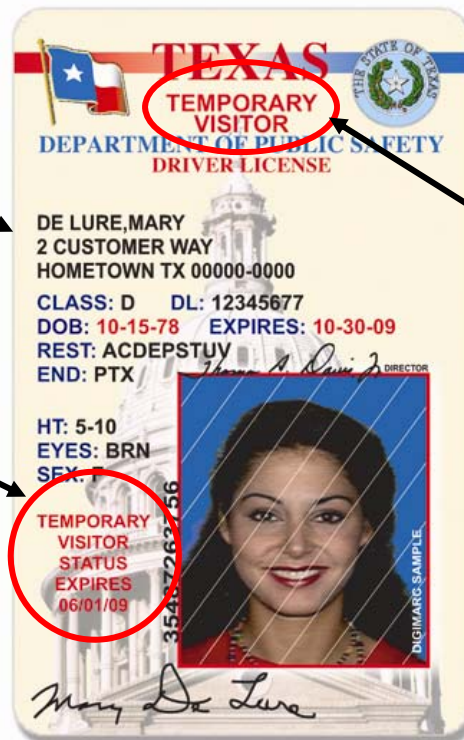 TEXAS
THE STATE OF TEXAS
TEMPORARY
VISITOR
DEPARTMENT OF PUBLIC SAFETY
DRIVER LICENSE
DE LURE,MARY
2 CUSTOMER WAY
HOMETOWN TX 00000-0000
CLASS: D DL: 12345677
DOB: 10-15-78 EXPIRES: 10-30-09
REST: ACDEPSTUV
END: PTX
DIRECTOR
HT: 5-10
EYES: BRN
SEX: F
TEMPORARY
VISITOR
STATUS
EXPIRES
06/01/09
DIGIMARC SAMPLE
Mary De Lure